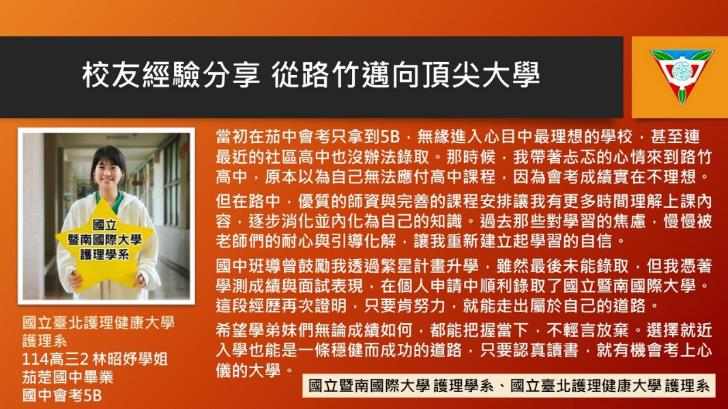 校友經驗分享 從路竹邁向頂尖大學
當初在茄中會考只拿到5B，無緣進入心目中最理想的學校，甚至連
最近的社區高中也沒辦法錄取。那時候，我帶著忐忑的心情來到路竹
高中，原本以為自己無法應付高中課程，因為會考成績實在不理想。
但在路中，優質的師資與完善的課程安排讓我有更多時間理解上課內
容，逐步消化並內化為自己的知識。過去那些對學習的焦慮，慢慢被
老師們的耐心與引導化解，讓我重新建立起學習的自信。
國中班導曾鼓勵我透過繁星計畫升學，雖然最後未能錄取，但我憑著
學測成績與面試表現，在個人申請中順利錄取了國立暨南國際大學。
這段經歷再次證明，只要肯努力，就能走出屬於自己的道路。
希望學弟妹們無論成績如何，都能把握當下，不輕言放棄。選擇就近
入學也能是一條穩健而成功的道路，只要認真讀書，就有機會考上心
儀的大學。
國立
暨南國際大學
護理學系
國立臺北護理健康大學
護理系
114高三2 林昭妤學姐
茄萣國中畢業
國中會考5B
國立暨南國際大學 護理學系、國立臺北護理健康大學 護理系